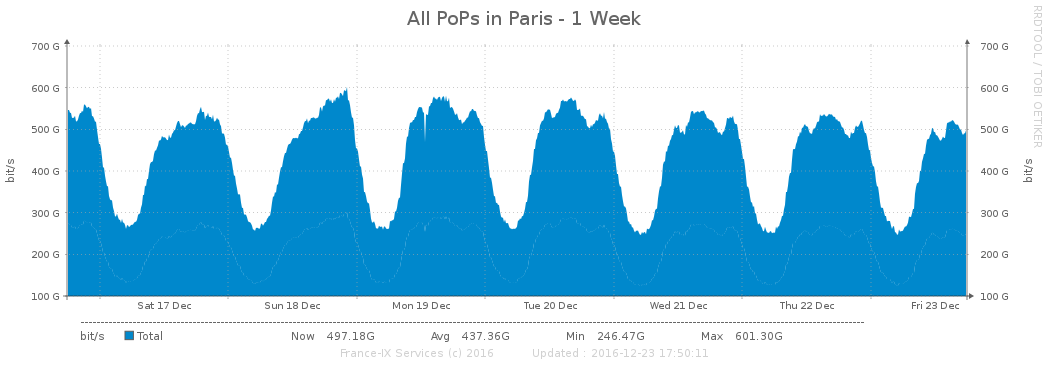 All PoPs in Paris - 1 Week
RRDTOOL / TOBI OETIKER
bit/s
700 G 700 G
600 G 600 G
500 G 500 G
400 G 400 G
300 G 300 G
200 G 200 G
100 G 100 G
bit/s
Sat 17 Dec Sun 18 Dec Mon 19 Dec Tue 20 Dec Wed 21 Dec Thu 22 Dec Fri 23 Dec
bit/s Total Now 497.18G Avg 437.36G Min 246.47G Max 601.30G
France-IX Services (c) 2016 Updated : 2016-12-23 17:50:11